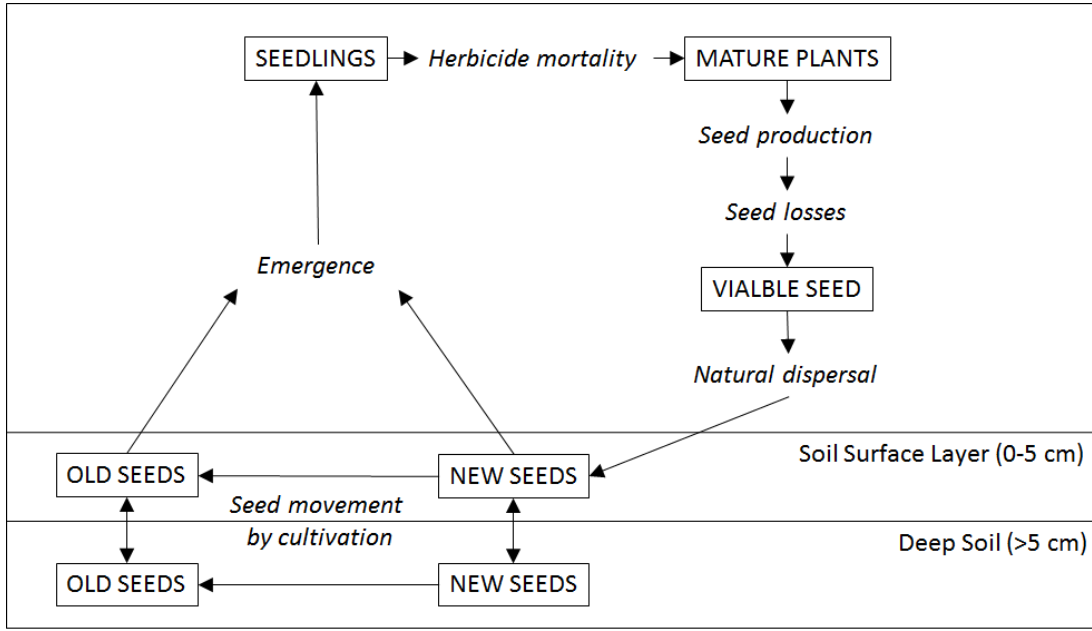 SEEDLINGS
Herbicide mortality
MATURE PLANTS
Seed production
Seed losses
Emergence
VIALBLE SEED
Natural dispersal
Soil Surface Layer (0-5 cm)
OLD SEEDS
NEW SEEDS
Seed movement
by cultivation
Deep Soil (>5 cm)
OLD SEEDS
NEW SEEDS